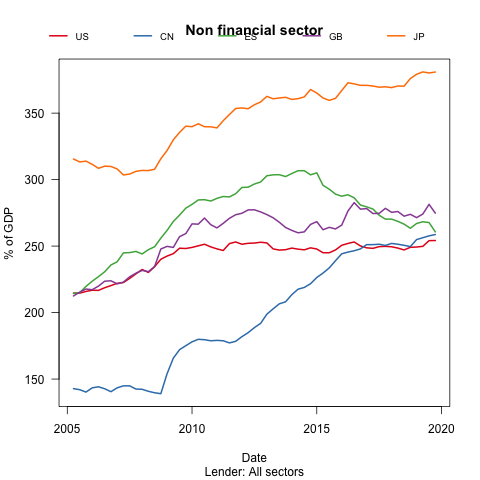 Non financial sector
US CN ES GB JP
% of GDP
350
300
250
200
150
2005 2010 2015 2020
Date
Lender: All sectors